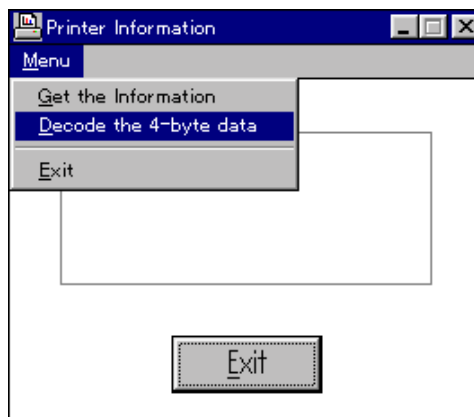 Printer Information
Menu
Get the Information
Decode the 4-byte data
Exit
Exit